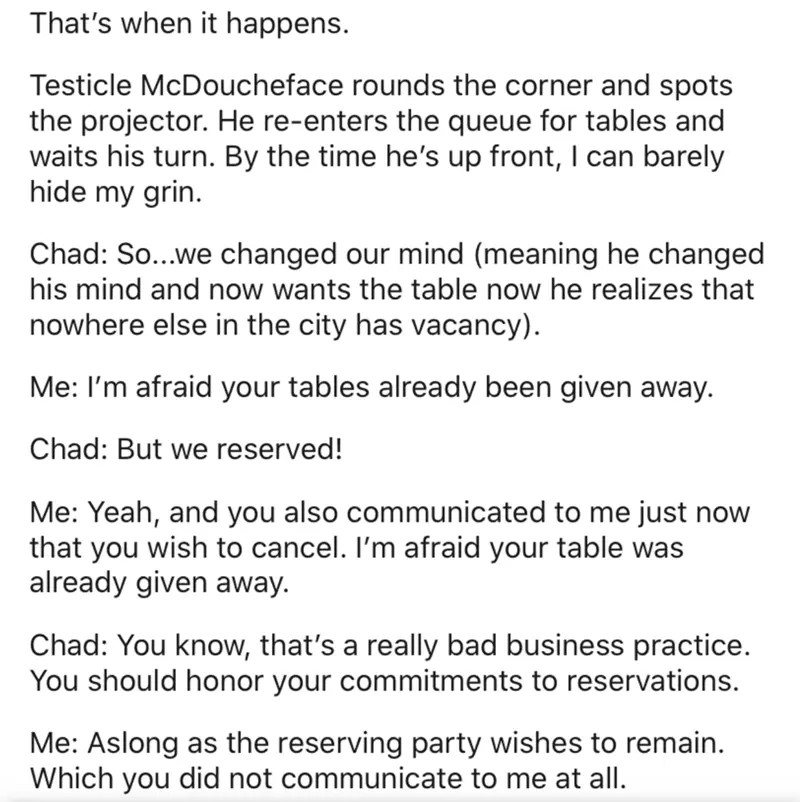 That's when it happens.
Testicle McDoucheface rounds the corner and spots
the projector. He re-enters the queue for tables and
waits his turn. By the time he's up front, I can barely
hide my grin.
Chad: So...we changed our mind (meaning he changed
his mind and now wants the table now he realizes that
nowhere else in the city has vacancy).
Me: I'm afraid your tables already been given away.
Chad: But we reserved!
Me: Yeah, and you also communicated to me just now
that you wish to cancel. I'm afraid your table was
already given away.
Chad: You know, that's a really bad business practice.
You should honor your commitments to reservations.
Me: Aslong as the reserving party wishes to remain.
Which you did not communicate to me at all.